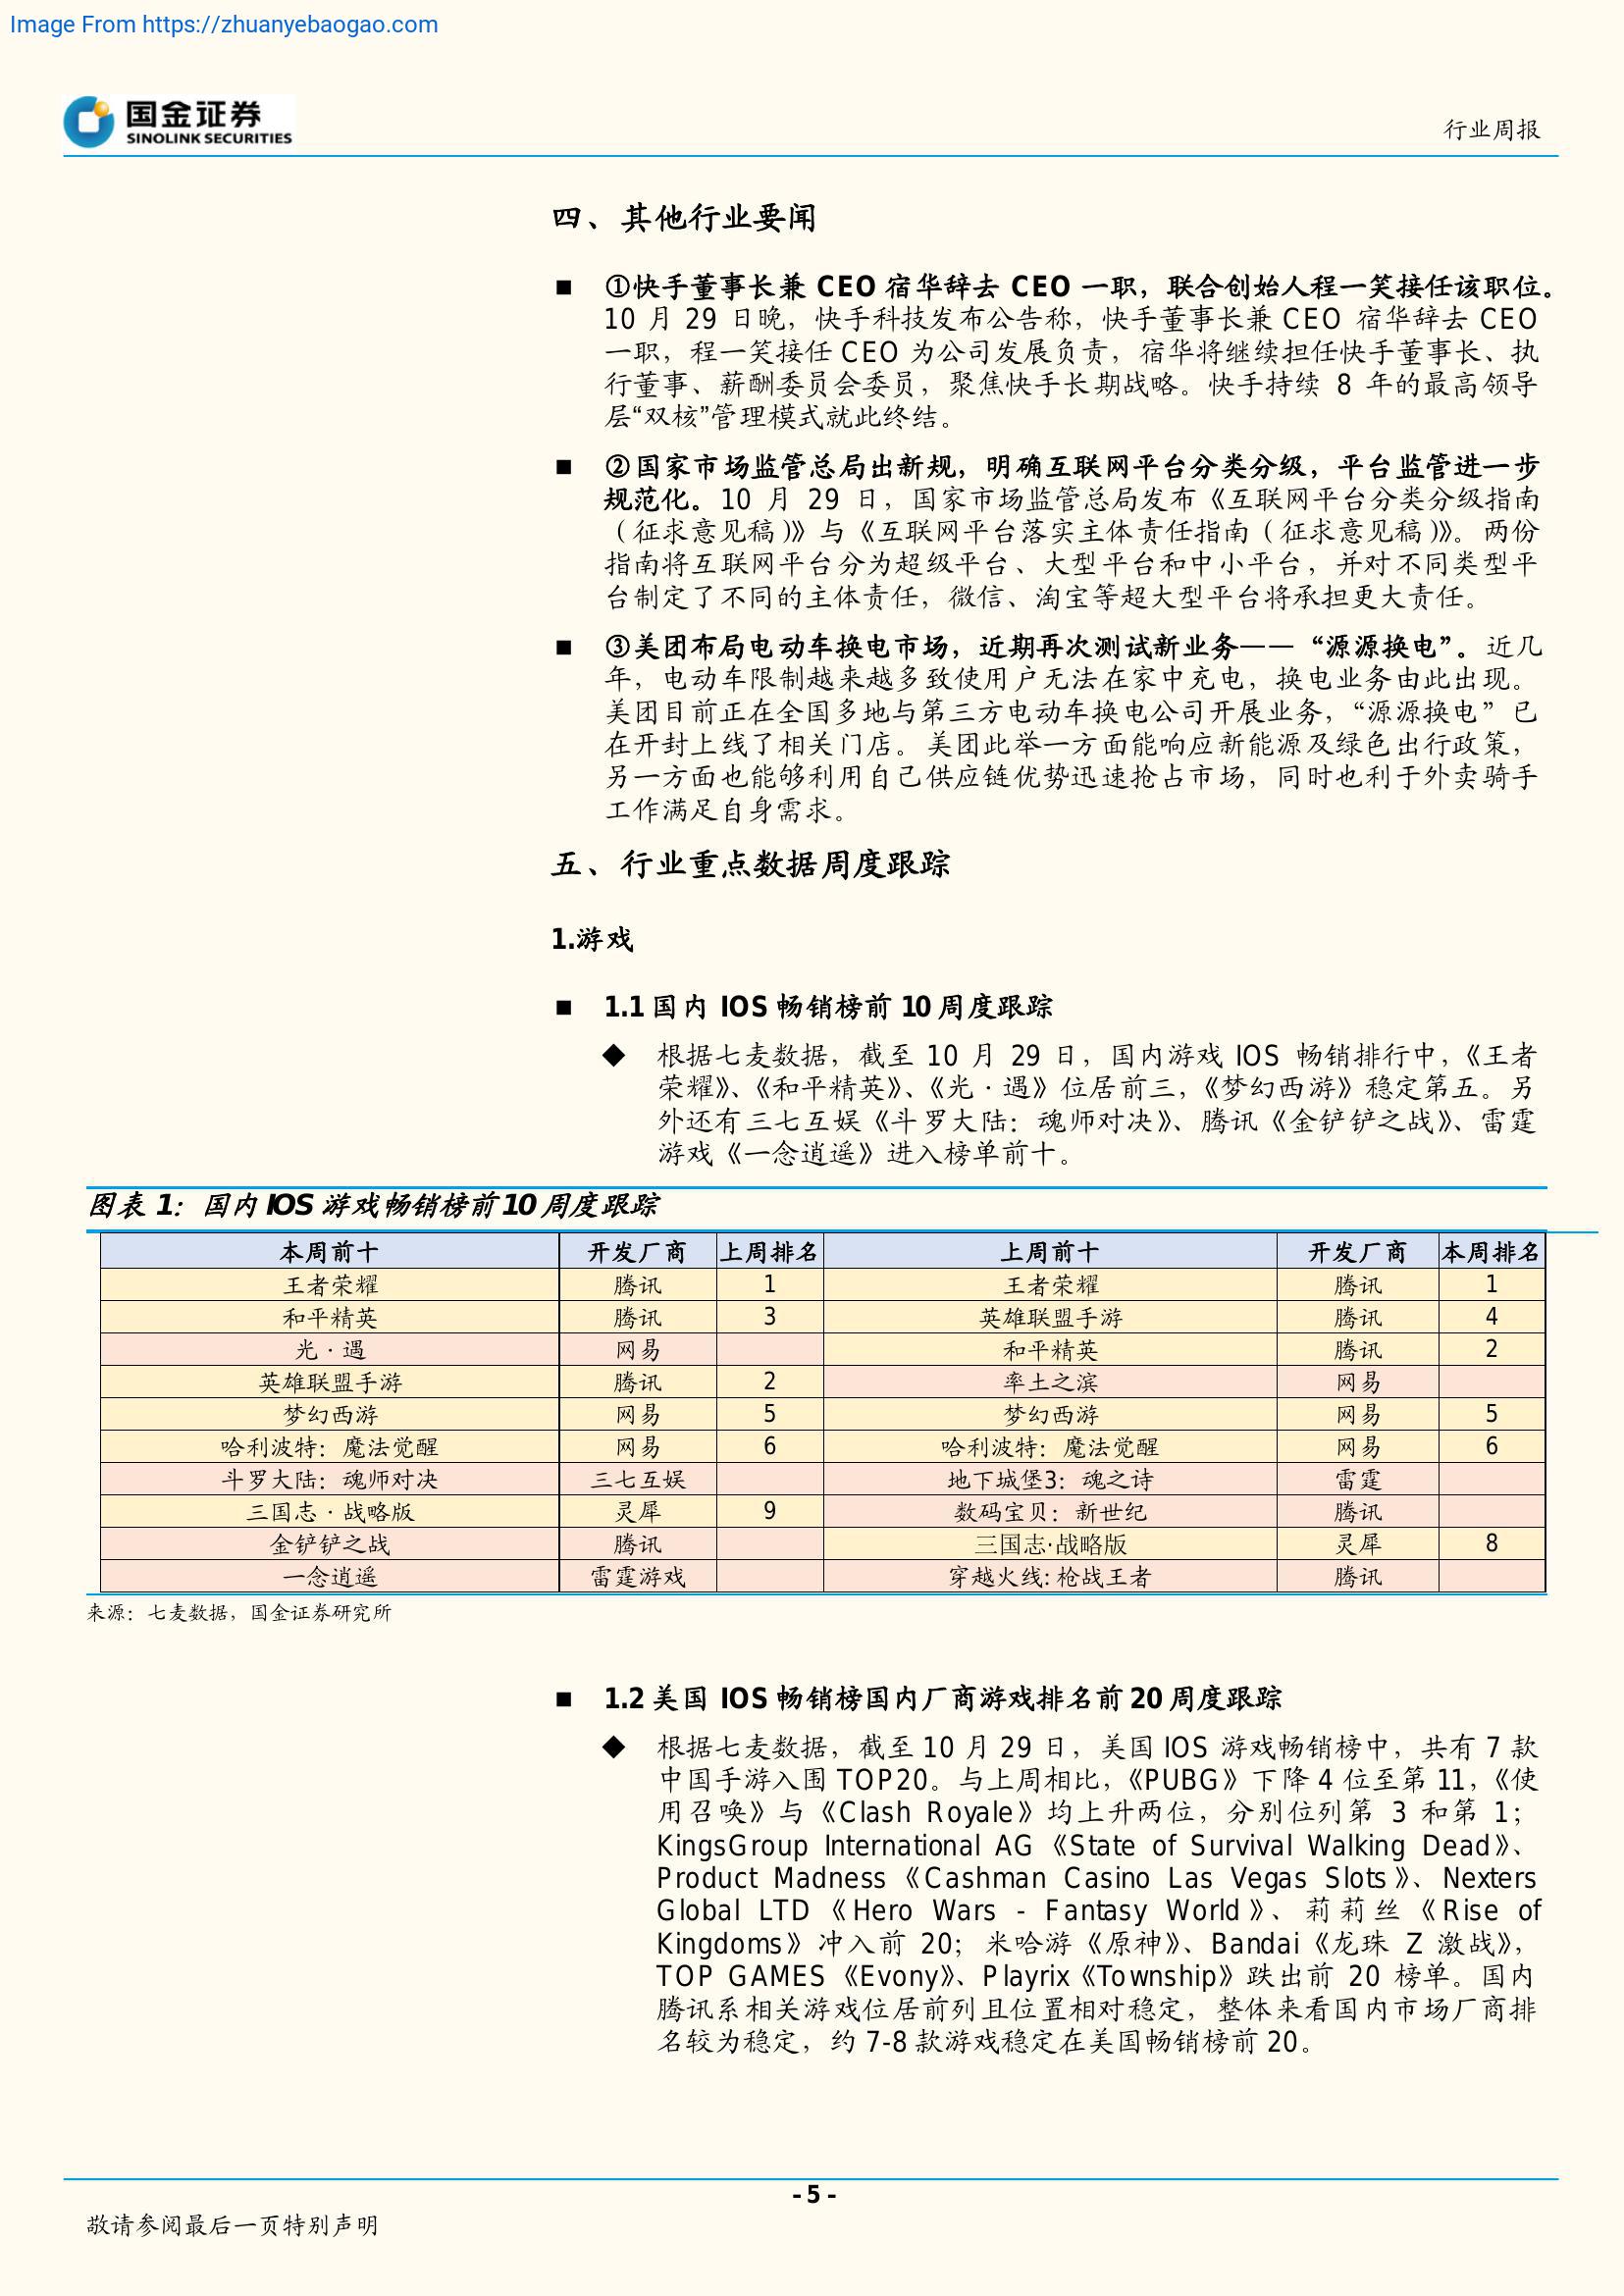 Image From https://zhuanyebaogao.com
国金证券
SINOLINK SECURITIES
行业周报
四、其他行业要闻
■ ①快手董事长兼 CEO 宿华辞去 CEO 一职，联合创始人程一笑接任该职位。
10 月 29 日晚，快手科技发布公告称，快手董事长兼 CEO 宿华辞去 CEO
一职，程一笑接任 CEO 为公司发展负责，宿华将继续担任快手董事长、执
行董事、薪酬委员会委员，聚焦快手长期战略。快手持续 8 年的最高领导
层“双核”管理模式就此终结。
■ ②国家市场监管总局出新规，明确互联网平台分类分级，平台监管进一步
规范化。10 月 29 日，国家市场监管总局发布《互联网平台分类分级指南
（征求意见稿）》与《互联网平台落实主体责任指南（征求意见稿）》。两份
指南将互联网平台分为超级平台、大型平台和中小平台，并对不同类型平
台制定了不同的主体责任，微信、淘宝等超大型平台将承担更大责任。
■ ③美团布局电动车换电市场，近期再次测试新业务——“源源换电”。近几
年，电动车限制越来越多致使用户无法在家中充电，换电业务由此出现。
美团目前正在全国多地与第三方电动车换电公司开展业务，“源源换电”已
在开封上线了相关门店。美团此举一方面能响应新能源及绿色出行政策，
另一方面也能够利用自己供应链优势迅速抢占市场，同时也利于外卖骑手
工作满足自身需求。
五、行业重点数据周度跟踪
1.游戏
■ 1.1 国内 IOS 畅销榜前 10 周度跟踪
◆ 根据七麦数据，截至 10 月 29 日，国内游戏 IOS 畅销排行中，《王者
荣耀》、《和平精英》、《光·遇》位居前三，《梦幻西游》稳定第五。另
外还有三七互娱《斗罗大陆：魂师对决》、腾讯《金铲铲之战》、雷霆
游戏《一念逍遥》进入榜单前十。
图表 1：国内 IOS 游戏畅销榜前 10 周度跟踪
本周前十 开发厂商 上周排名 上周前十 开发厂商 本周排名
王者荣耀 腾讯 1 王者荣耀 腾讯 1
和平精英 腾讯 3 英雄联盟手游 腾讯 4
光·遇 网易 和平精英 腾讯 2
英雄联盟手游 腾讯 2 率土之滨 网易
梦幻西游 网易 5 梦幻西游 网易 5
哈利波特：魔法觉醒 网易 6 哈利波特：魔法觉醒 网易 6
斗罗大陆：魂师对决 三七互娱 地下城堡3：魂之诗 雷霆
三国志·战略版 灵犀 9 数码宝贝：新世纪 腾讯
金铲铲之战 腾讯 三国志·战略版 灵犀 8
一念逍遥 雷霆游戏 穿越火线：枪战王者 腾讯
来源：七麦数据，国金证券研究所
■ 1.2 美国 IOS 畅销榜国内厂商游戏排名前 20 周度跟踪
◆ 根据七麦数据，截至 10 月 29 日，美国 IOS 游戏畅销榜中，共有 7 款
中国手游入围 TOP20。与上周相比，《PUBG》下降 4 位至第 11，《使
用召唤》与《Clash Royale》均上升两位，分别位列第 3 和第 1；
KingsGroup International AG《State of Survival Walking Dead》、
Product Madness《Cashman Casino Las Vegas Slots》、Nexters
Global LTD《Hero Wars - Fantasy World》、莉莉丝《Rise of
Kingdoms》冲入前 20；米哈游《原神》、Bandai《龙珠 Z 激战》，
TOP GAMES《Evony》、Playrix《Township》跌出前 20 榜单。国内
腾讯系相关游戏位居前列且位置相对稳定，整体来看国内市场厂商排
名较为稳定，约 7-8 款游戏稳定在美国畅销榜前 20。
- 5 -
敬请参阅最后一页特别声明